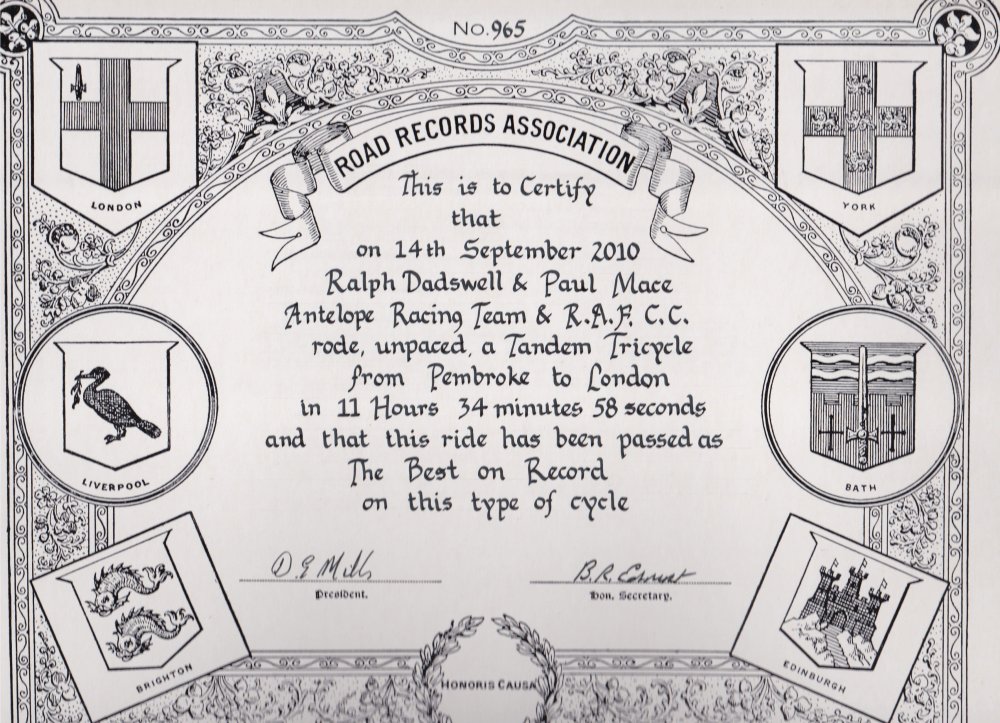 No. 965
ROAD RECORDS ASSOCIATION
LONDON
YORK
This is to Certify
that
on 14th September 2010
Ralph Dadswell & Paul Mace
Antelope Racing Team & R.A.F. C.C.
rode, unpaced, a Tandem Tricycle
from Pembroke to London
in 11 Hours 34 minutes 58 seconds
and that this ride has been passed as
The Best on Record
on this type of cycle
LIVERPOOL
BATH
President.
Hon. Secretary.
BRIGHTON
EDINBURGH
HONORIS CAUSA